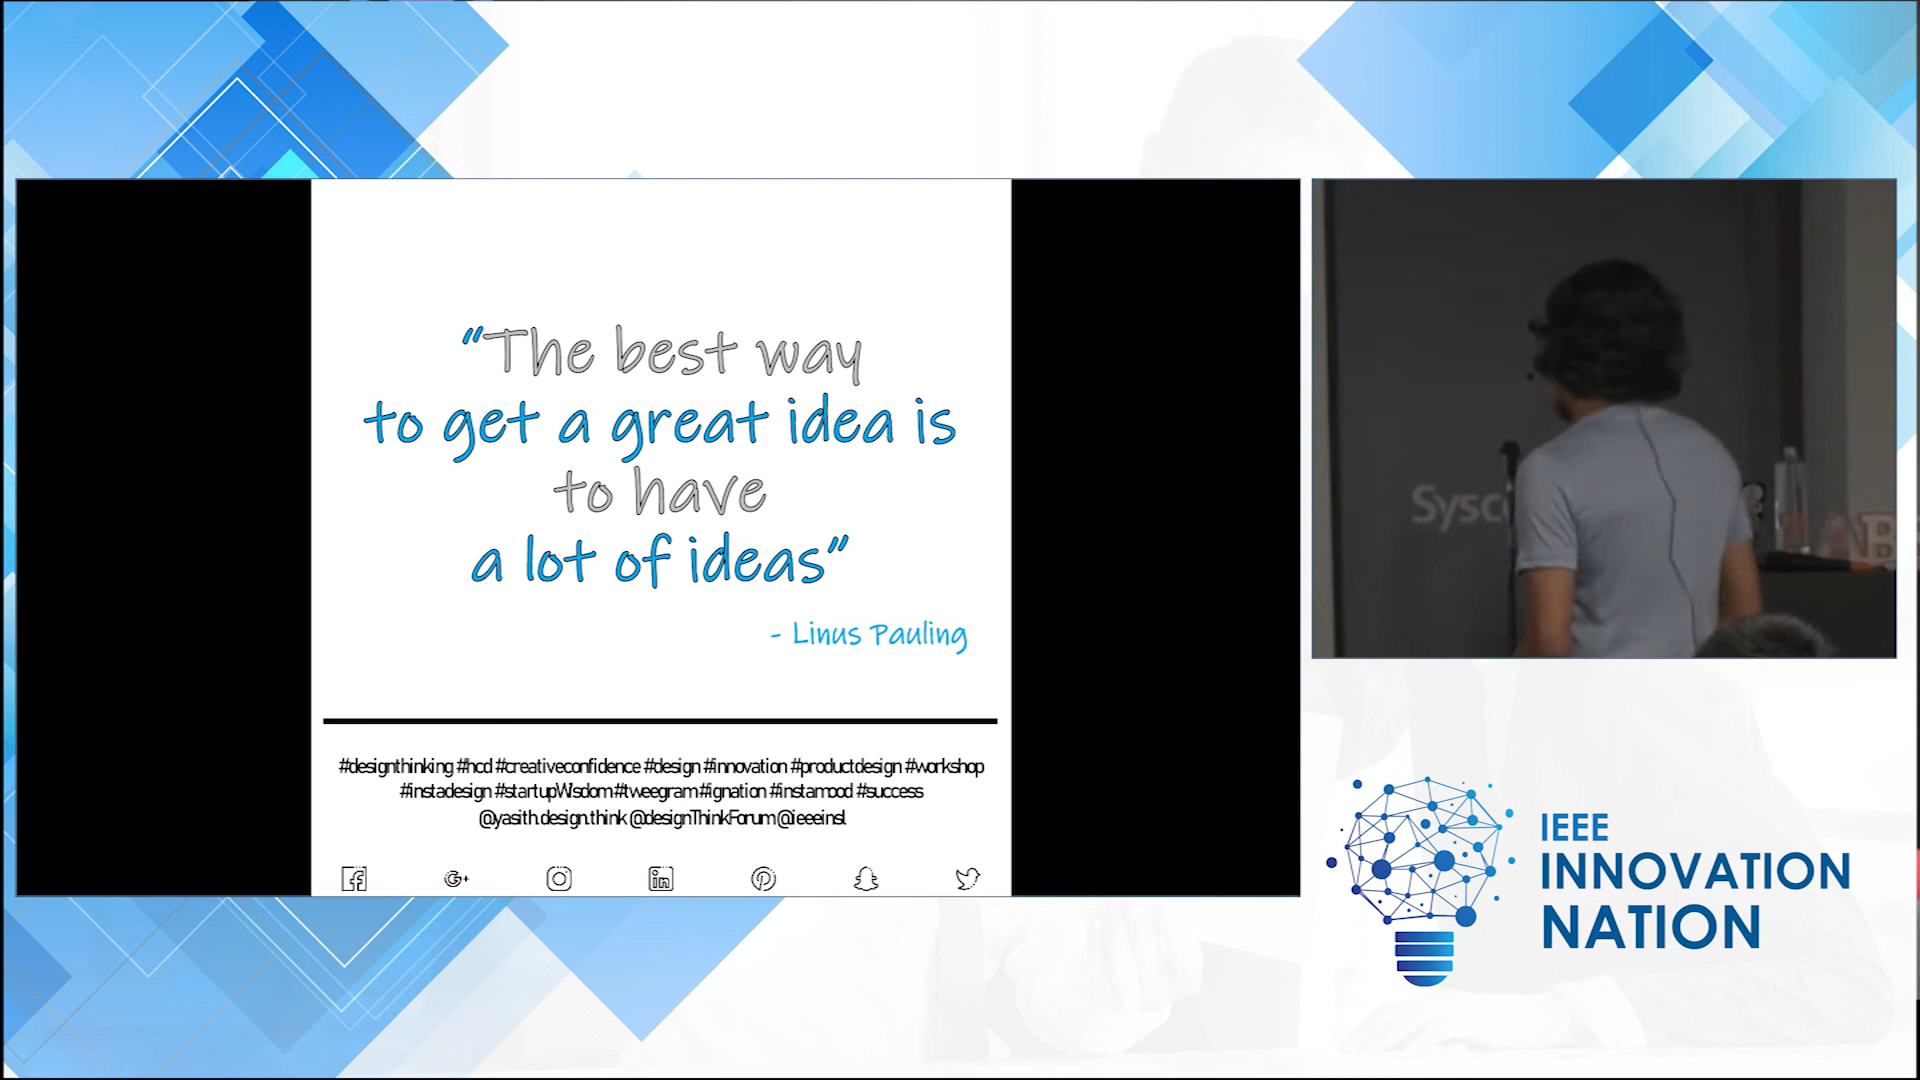 “The best way
to get a great idea is
to have
a lot of ideas”
- Linus Pauling
#designthinking #hcd #creativeconfidence #design #innovation #productdesign #workshop
#instadesign #startupWisdom #tweegram #ignation #instamood #success
@yasith.design.think @designThinkForum @ieeeinsl
IEEE
INNOVATION
NATION